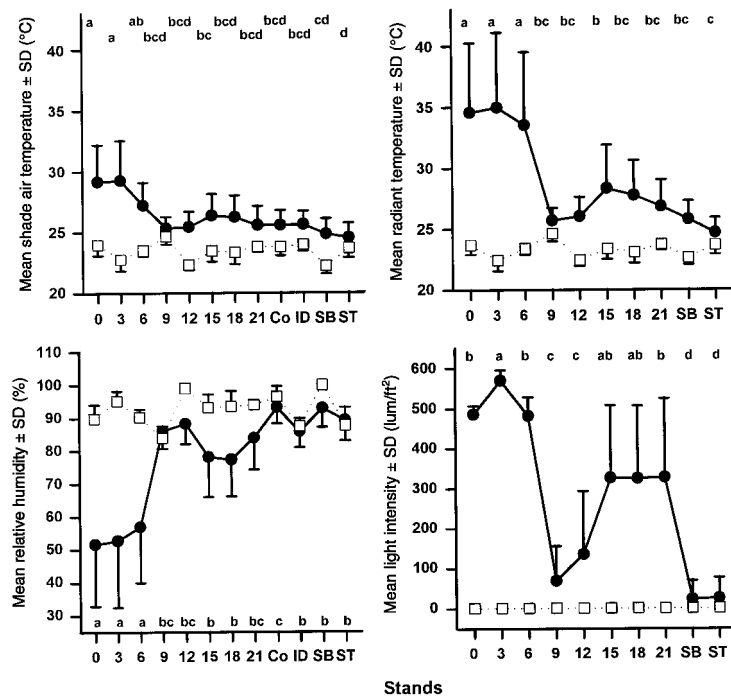 Mean shade air temperature ± SD (°C)
40
35
30
25
20
a ab bcd bcd bcd bcd cd
a bcd bc bc bcd bcd d
0 3 6 9 12 15 18 21 Co ID SB ST
Mean radiant temperature ± SD (°C)
40
35
30
25
20
a a a bc bc b bc bc bc c
0 3 6 9 12 15 18 21 SB ST
Mean relative humidity ± SD (%)
110
100
90
80
70
60
50
40
30
a a a bc bc b b bc c b b b
0 3 6 9 12 15 18 21 Co ID SB ST
Mean light intensity ± SD (lum/ft²)
600
500
400
300
200
100
0
b a b c c ab ab b d d
0 3 6 9 12 15 18 21 SB ST
Stands